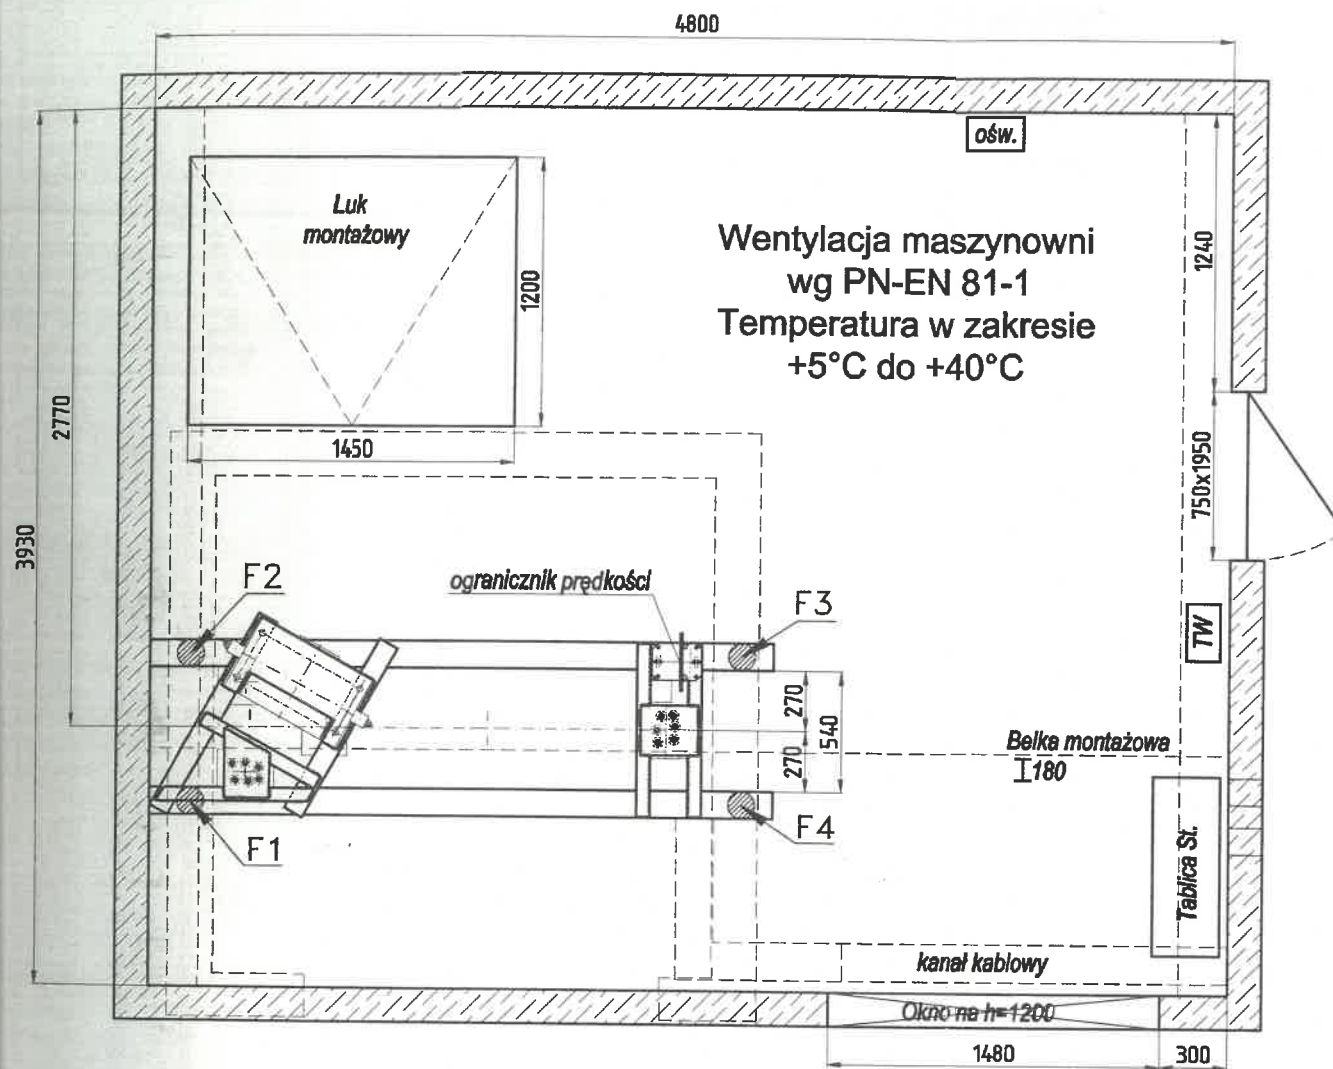 4800
ośw.
Luk
montażowy
Wentylacja maszynowni
wg PN-EN 81-1
Temperatura w zakresie
+5°C do +40°C
1200
1240
2770
1450
750x1950
3930
F2
ogranicznik prędkości
F3
TW
270
540
270
Belka montażowa
I180
F1
F4
Tablica St.
kanał kablowy
Okno na h=1200
1480
300